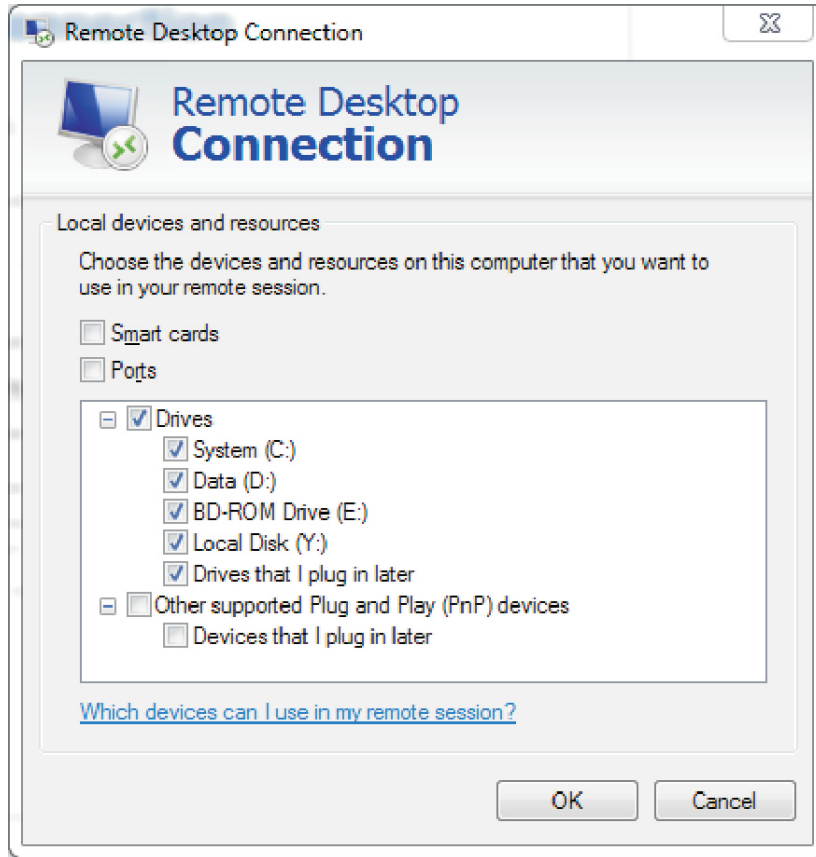 Remote Desktop Connection
Remote Desktop
Connection
Local devices and resources
Choose the devices and resources on this computer that you want to
use in your remote session.
Smart cards
Ports
Drives
System (C:)
Data (D:)
BD-ROM Drive (E:)
Local Disk (Y:)
Drives that I plug in later
Other supported Plug and Play (PnP) devices
Devices that I plug in later
Which devices can I use in my remote session?
OK
Cancel